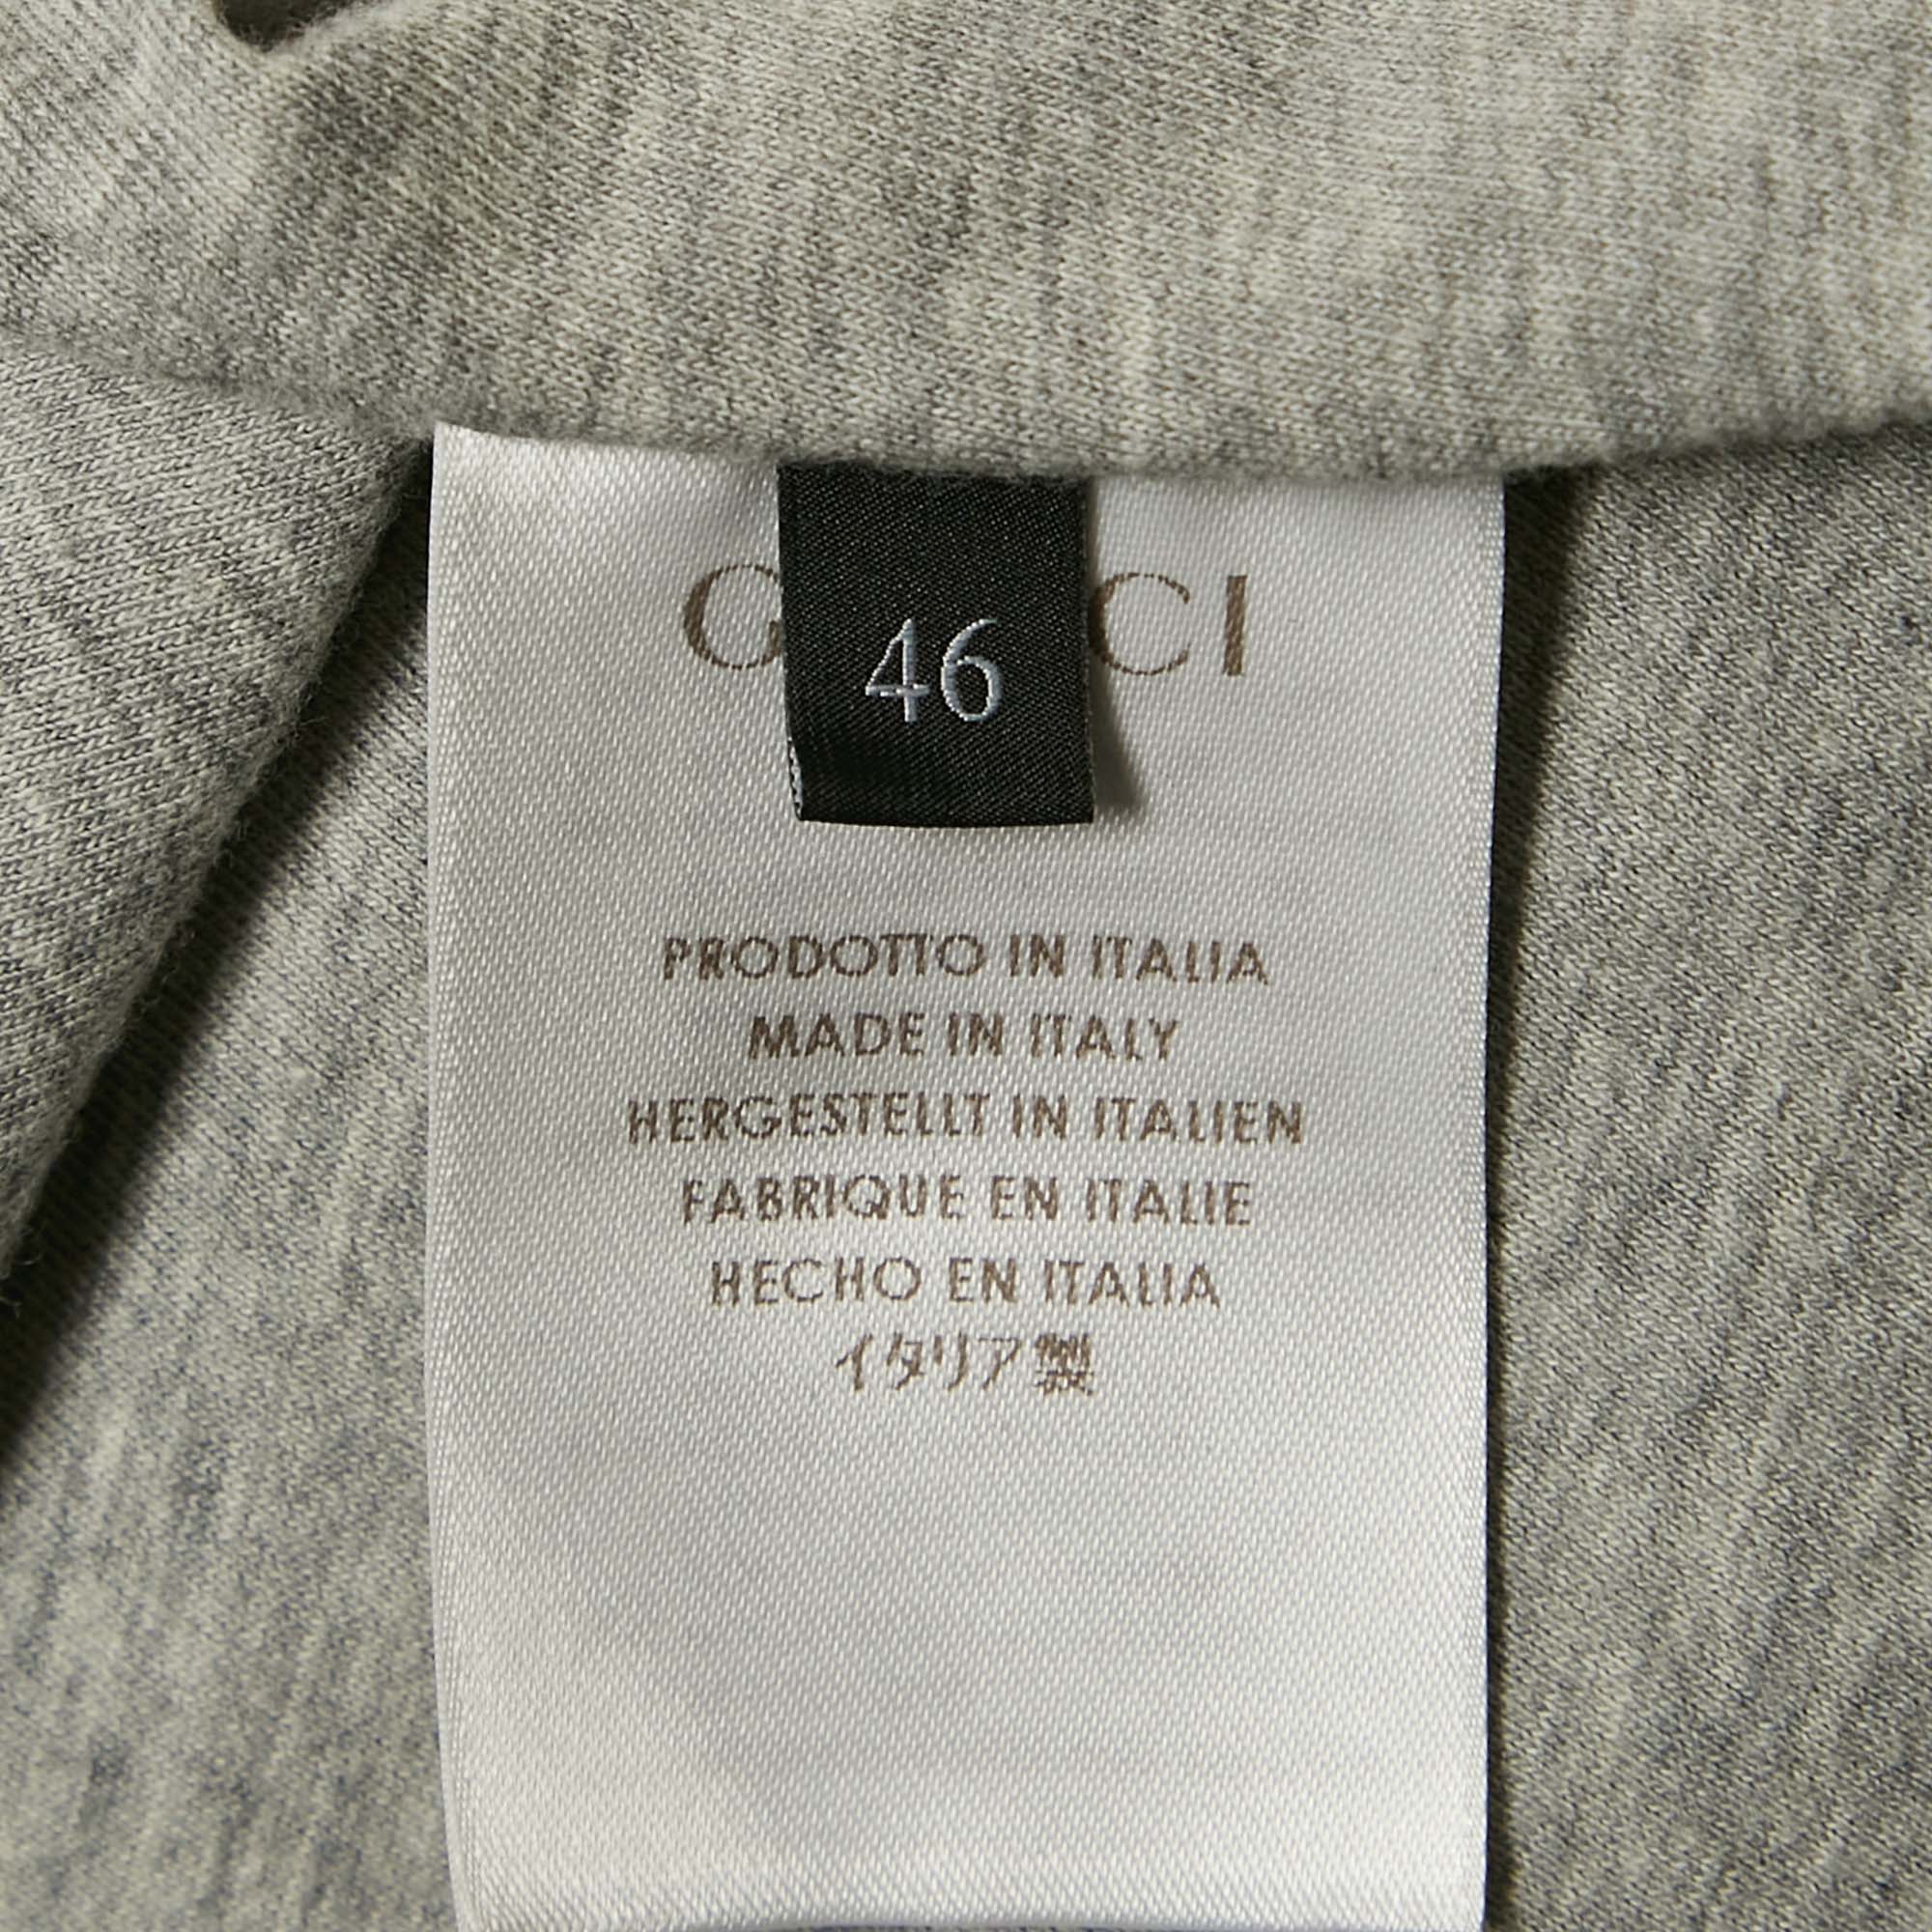 G CCI
46
PRODOTTO IN ITALIA
MADE IN ITALY
HERGESTELLT IN ITALIEN
FABRIQUE EN ITALIE
HECHO EN ITALIA
イタリア製